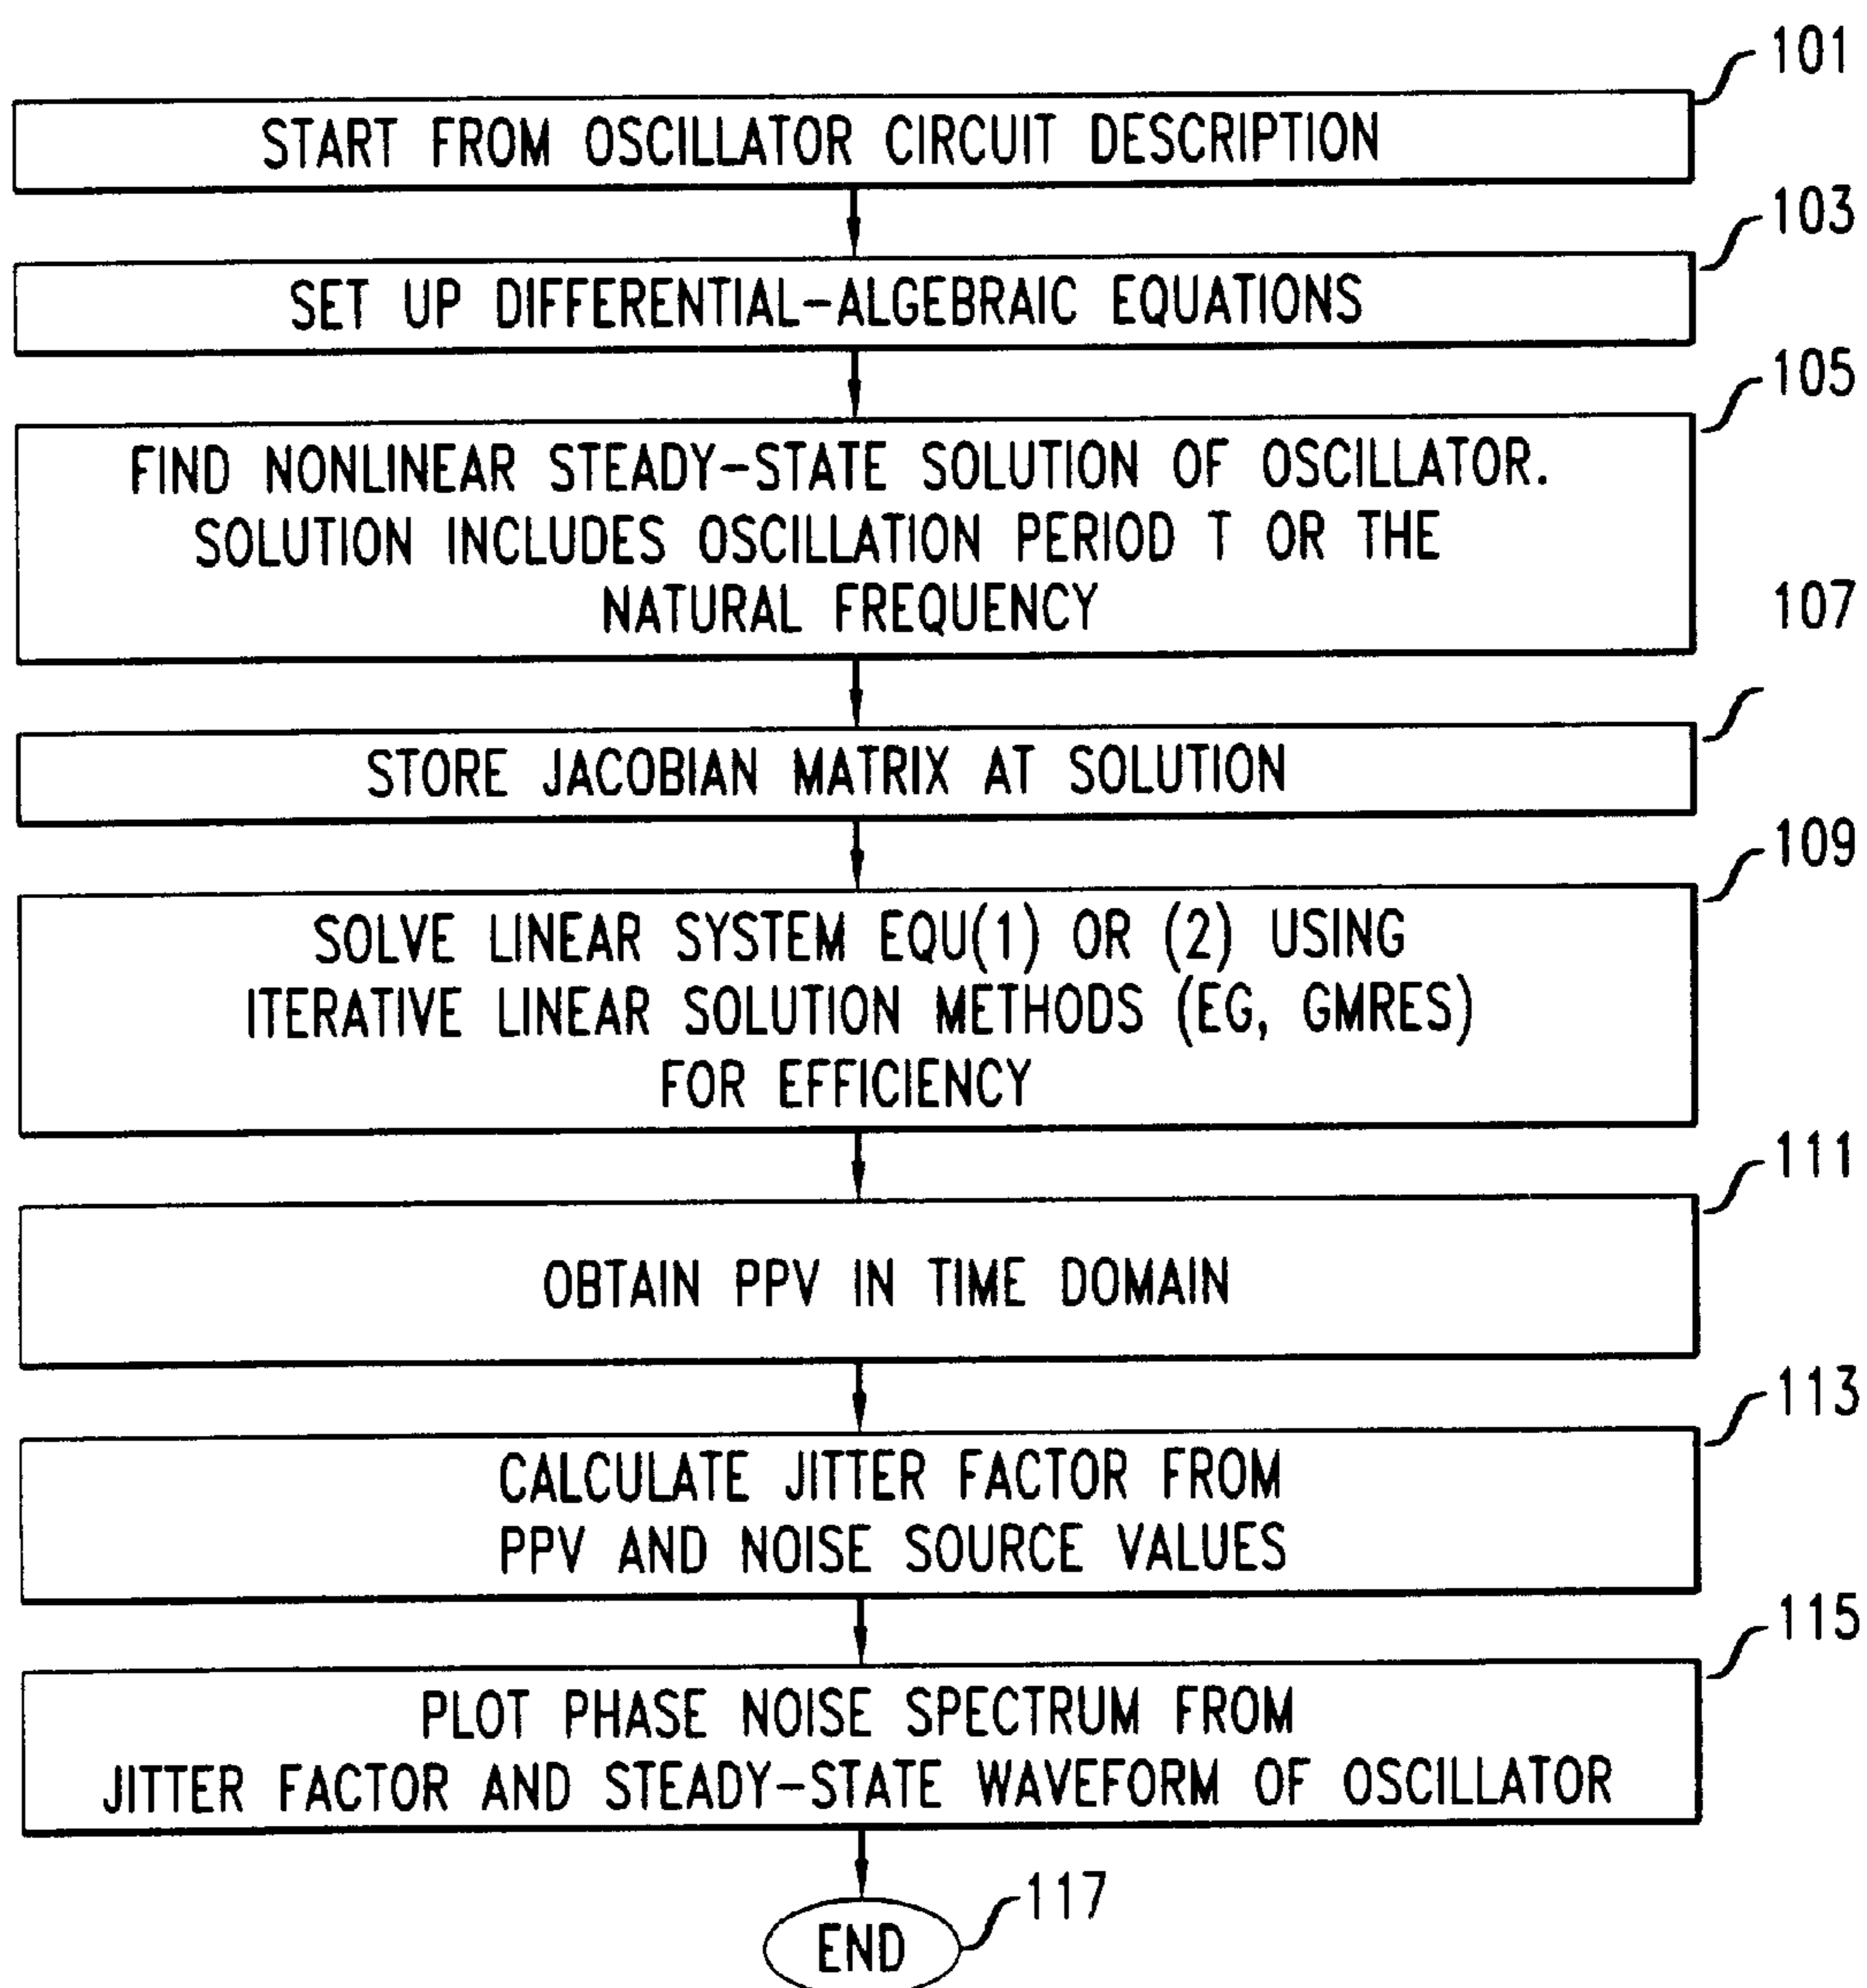 101
START FROM OSCILLATOR CIRCUIT DESCRIPTION
103
SET UP DIFFERENTIAL-ALGEBRAIC EQUATIONS
105
FIND NONLINEAR STEADY-STATE SOLUTION OF OSCILLATOR.
SOLUTION INCLUDES OSCILLATION PERIOD T OR THE
NATURAL FREQUENCY
107
STORE JACOBIAN MATRIX AT SOLUTION
109
SOLVE LINEAR SYSTEM EQU(1) OR (2) USING
ITERATIVE LINEAR SOLUTION METHODS (EG, GMRES)
FOR EFFICIENCY
111
OBTAIN PPV IN TIME DOMAIN
113
CALCULATE JITTER FACTOR FROM
PPV AND NOISE SOURCE VALUES
115
PLOT PHASE NOISE SPECTRUM FROM
JITTER FACTOR AND STEADY-STATE WAVEFORM OF OSCILLATOR
117
END